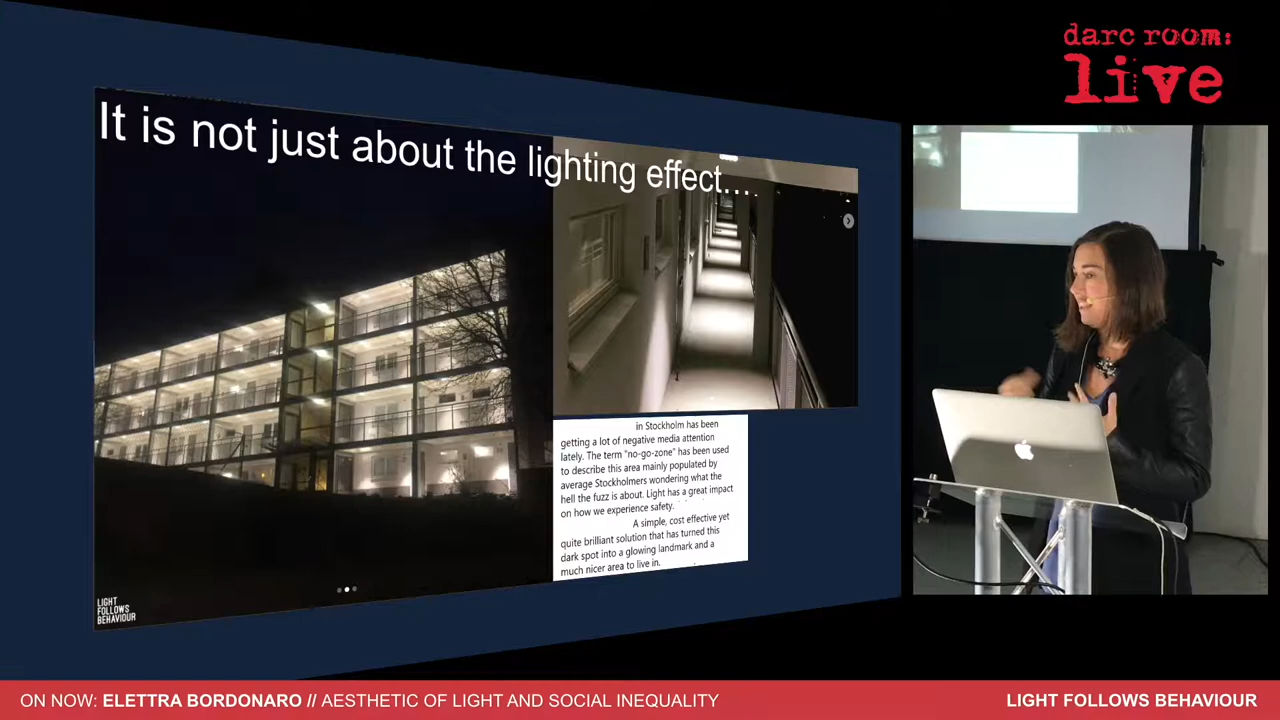 darc room:
live
It is not just about the lighting effect....
in Stockholm has been
getting a lot of negative media attention
lately. The term "no-go-zone" has been used
to describe this area mainly populated by
average Stockholmers wondering what the
hell the fuzz is about. Light has a great impact
on how we experience safety.
A simple, cost effective yet
quite brilliant solution that has turned this
dark spot into a glowing landmark and a
much nicer area to live in.
LIGHT
FOLLOWS
BEHAVIOUR
ON NOW: ELETTRA BORDONARO // AESTHETIC OF LIGHT AND SOCIAL INEQUALITY
LIGHT FOLLOWS BEHAVIOUR